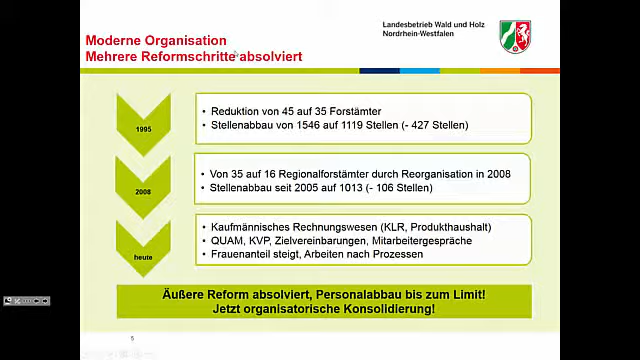 Landesbetrieb Wald und Holz
Nordrhein-Westfalen
Moderne Organisation
Mehrere Reformschritte absolviert
1995
• Reduktion von 45 auf 35 Forstämter
• Stellenabbau von 1546 auf 1119 Stellen (- 427 Stellen)
2008
• Von 35 auf 16 Regionalforstämter durch Reorganisation in 2008
• Stellenabbau seit 2005 auf 1013 (- 106 Stellen)
heute
• Kaufmännisches Rechnungswesen (KLR, Produkthaushalt)
• QUAM, KVP, Zielvereinbarungen, Mitarbeitergespräche
• Frauenanteil steigt, Arbeiten nach Prozessen
Äußere Reform absolviert, Personalabbau bis zum Limit!
Jetzt organisatorische Konsolidierung!
5